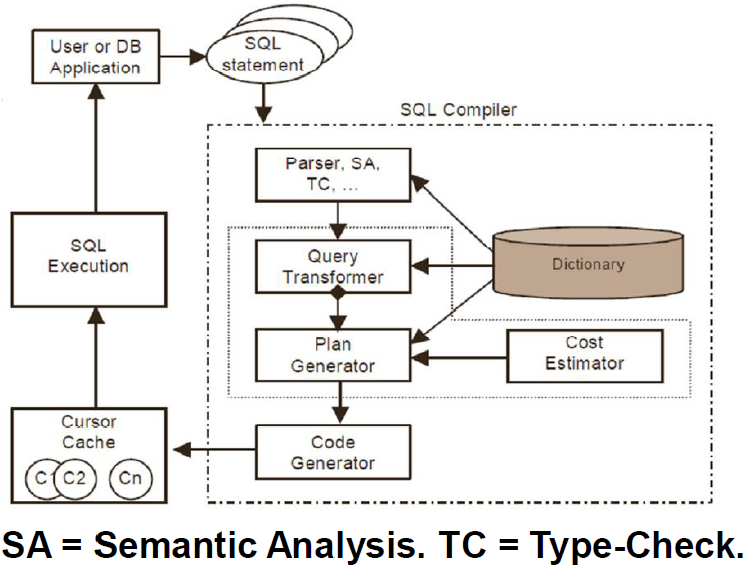 User or DB
Application
SQL
statement
SQL Compiler
Parser, SA,
TC, ...
Query
Transformer
Dictionary
SQL
Execution
Plan
Generator
Cost
Estimator
Cursor
Cache
C1 C2 Cn
Code
Generator
SA = Semantic Analysis. TC = Type-Check.